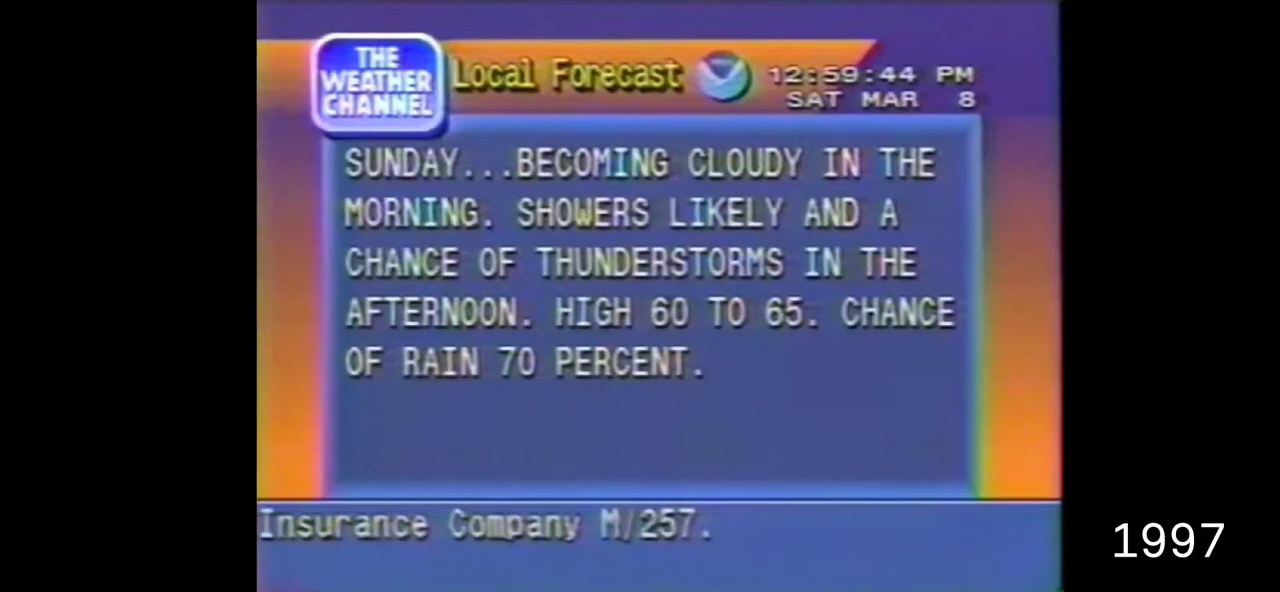 THE
WEATHER
CHANNEL
Local Forecast
12:59:44 PM
SAT MAR 8
SUNDAY...BECOMING CLOUDY IN THE
MORNING. SHOWERS LIKELY AND A
CHANCE OF THUNDERSTORMS IN THE
AFTERNOON. HIGH 60 TO 65. CHANCE
OF RAIN 70 PERCENT.
Insurance Company M/257.
1997